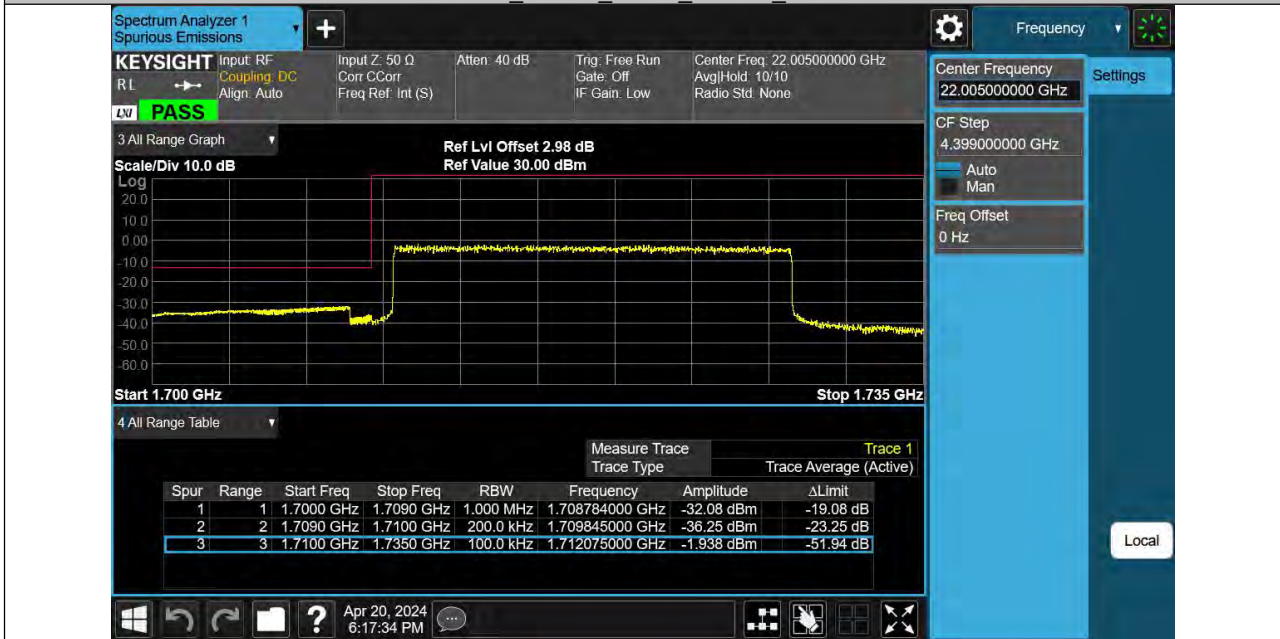 Spectrum Analyzer 1
Spurious Emissions
+
Frequency
KEYSIGHT Input: RF Input Z: 50 Ω Atten: 40 dB Trig: Free Run Center Freq: 22.005000000 GHz
RL Coupling: DC Corr CCorr Gate: Off Avg|Hold: 10/10
Align: Auto Freq Ref: Int (S) IF Gain: Low Radio Std: None
LXI PASS
Center Frequency
22.005000000 GHz
Settings
CF Step
4.399000000 GHz
Auto
Man
Freq Offset
0 Hz
3 All Range Graph
Ref Lvl Offset 2.98 dB
Scale/Div 10.0 dB Ref Value 30.00 dBm
Log
20.0
10.0
0.00
-10.0
-20.0
-30.0
-40.0
-50.0
-60.0
Start 1.700 GHz Stop 1.735 GHz
4 All Range Table
Measure Trace Trace 1
Trace Type Trace Average (Active)
Spur Range Start Freq Stop Freq RBW Frequency Amplitude ΔLimit
1 1 1.7000 GHz 1.7090 GHz 1.000 MHz 1.708784000 GHz -32.08 dBm -19.08 dB
2 2 1.7090 GHz 1.7100 GHz 200.0 kHz 1.709845000 GHz -36.25 dBm -23.25 dB
3 3 1.7100 GHz 1.7350 GHz 100.0 kHz 1.712075000 GHz -1.938 dBm -51.94 dB
Local
?
Apr 20, 2024
6:17:34 PM